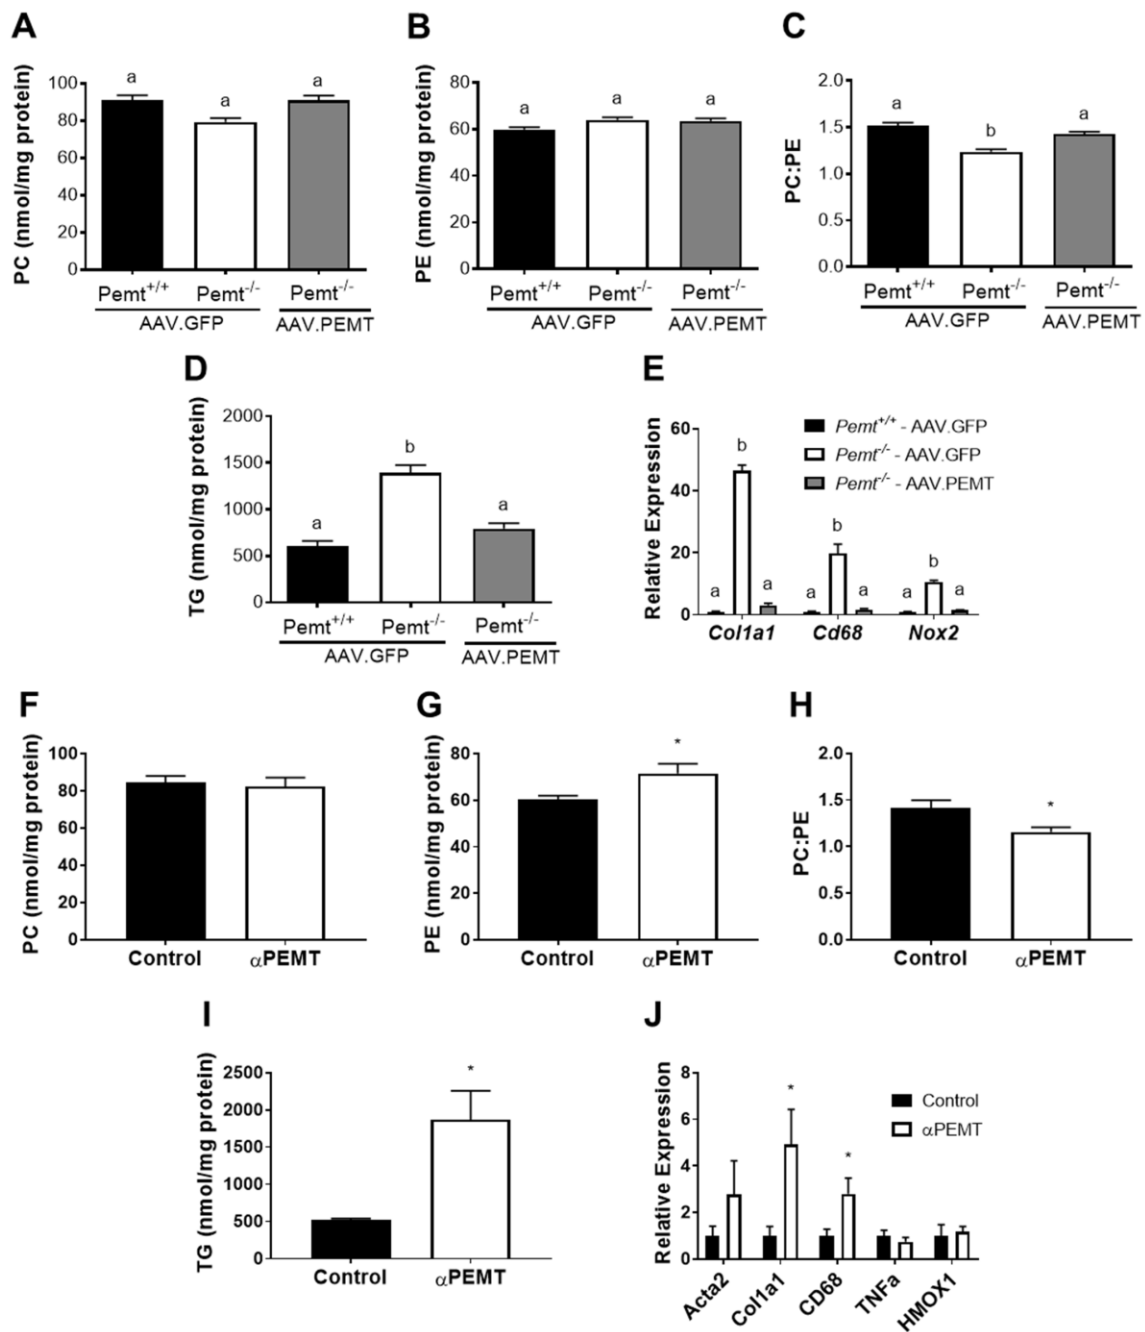 A
B
C
PC (nmol/mg protein)
100
80
60
40
20
0
a
a
a
Pemt+/+
Pemt-/-
Pemt-/-
AAV.GFP
AAV.PEMT
PE (nmol/mg protein)
80
60
40
20
0
a
a
a
Pemt+/+
Pemt-/-
Pemt-/-
AAV.GFP
AAV.PEMT
PC:PE
2.0
1.5
1.0
0.5
0.0
a
b
a
Pemt+/+
Pemt-/-
Pemt-/-
AAV.GFP
AAV.PEMT
D
TG (nmol/mg protein)
2000
1500
1000
500
0
a
b
a
Pemt+/+
Pemt-/-
Pemt-/-
AAV.GFP
AAV.PEMT
E
Relative Expression
60
40
20
0
Pemt+/+ - AAV.GFP
Pemt-/- - AAV.GFP
Pemt-/- - AAV.PEMT
a b a
a b a
a b a
Col1a1
Cd68
Nox2
F
PC (nmol/mg protein)
100
80
60
40
20
0
Control
αPEMT
G
PE (nmol/mg protein)
80
60
40
20
0
*
Control
αPEMT
H
PC:PE
2.0
1.5
1.0
0.5
0.0
*
Control
αPEMT
I
TG (nmol/mg protein)
2500
2000
1500
1000
500
0
*
Control
αPEMT
J
Relative Expression
8
6
4
2
0
*
*
Control
αPEMT
Acta2
Col1a1
CD68
TNFa
HMOX1